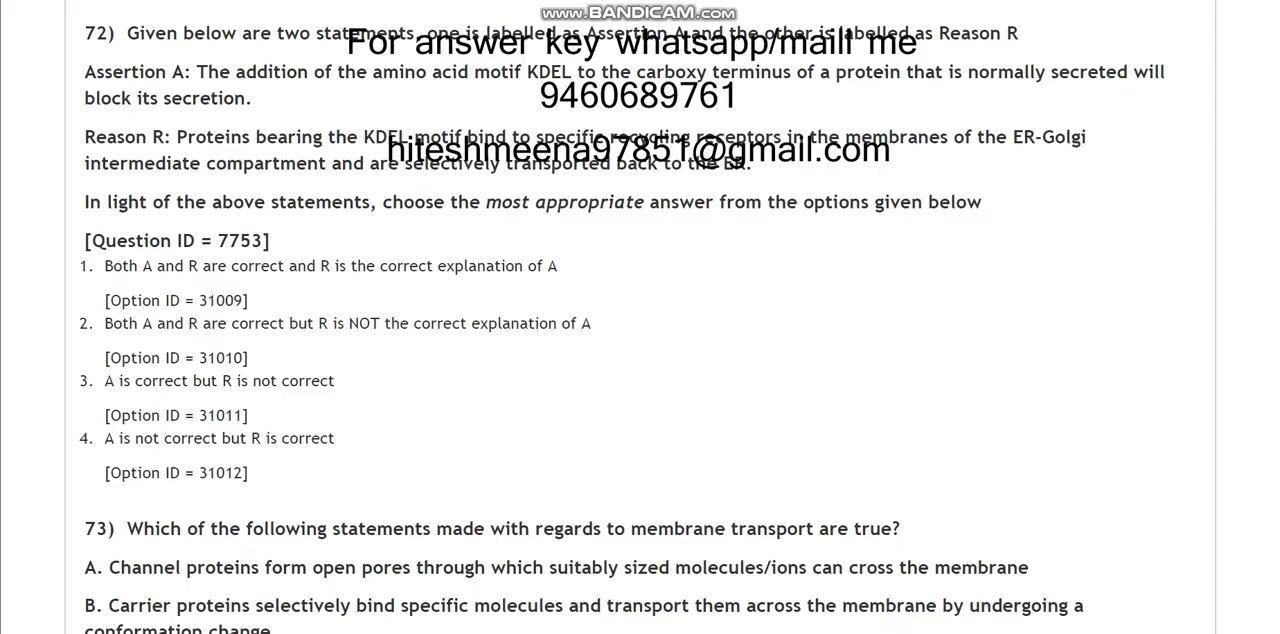 www.BANDICAM.com
72) Given below are two statements, one is labelled as Assertion A and the other is labelled as Reason R
For answer key whatsapp/maill me
Assertion A: The addition of the amino acid motif KDEL to the carboxy terminus of a protein that is normally secreted will
block its secretion.
9460689761
Reason R: Proteins bearing the KDEL motif bind to specific recycling receptors in the membranes of the ER-Golgi
hiteshmeena97851@gmail.com
intermediate compartment and are selectively transported back to the ER.
In light of the above statements, choose the most appropriate answer from the options given below
[Question ID = 7753]
1. Both A and R are correct and R is the correct explanation of A
[Option ID = 31009]
2. Both A and R are correct but R is NOT the correct explanation of A
[Option ID = 31010]
3. A is correct but R is not correct
[Option ID = 31011]
4. A is not correct but R is correct
[Option ID = 31012]
73) Which of the following statements made with regards to membrane transport are true?
A. Channel proteins form open pores through which suitably sized molecules/ions can cross the membrane
B. Carrier proteins selectively bind specific molecules and transport them across the membrane by undergoing a
conformation change